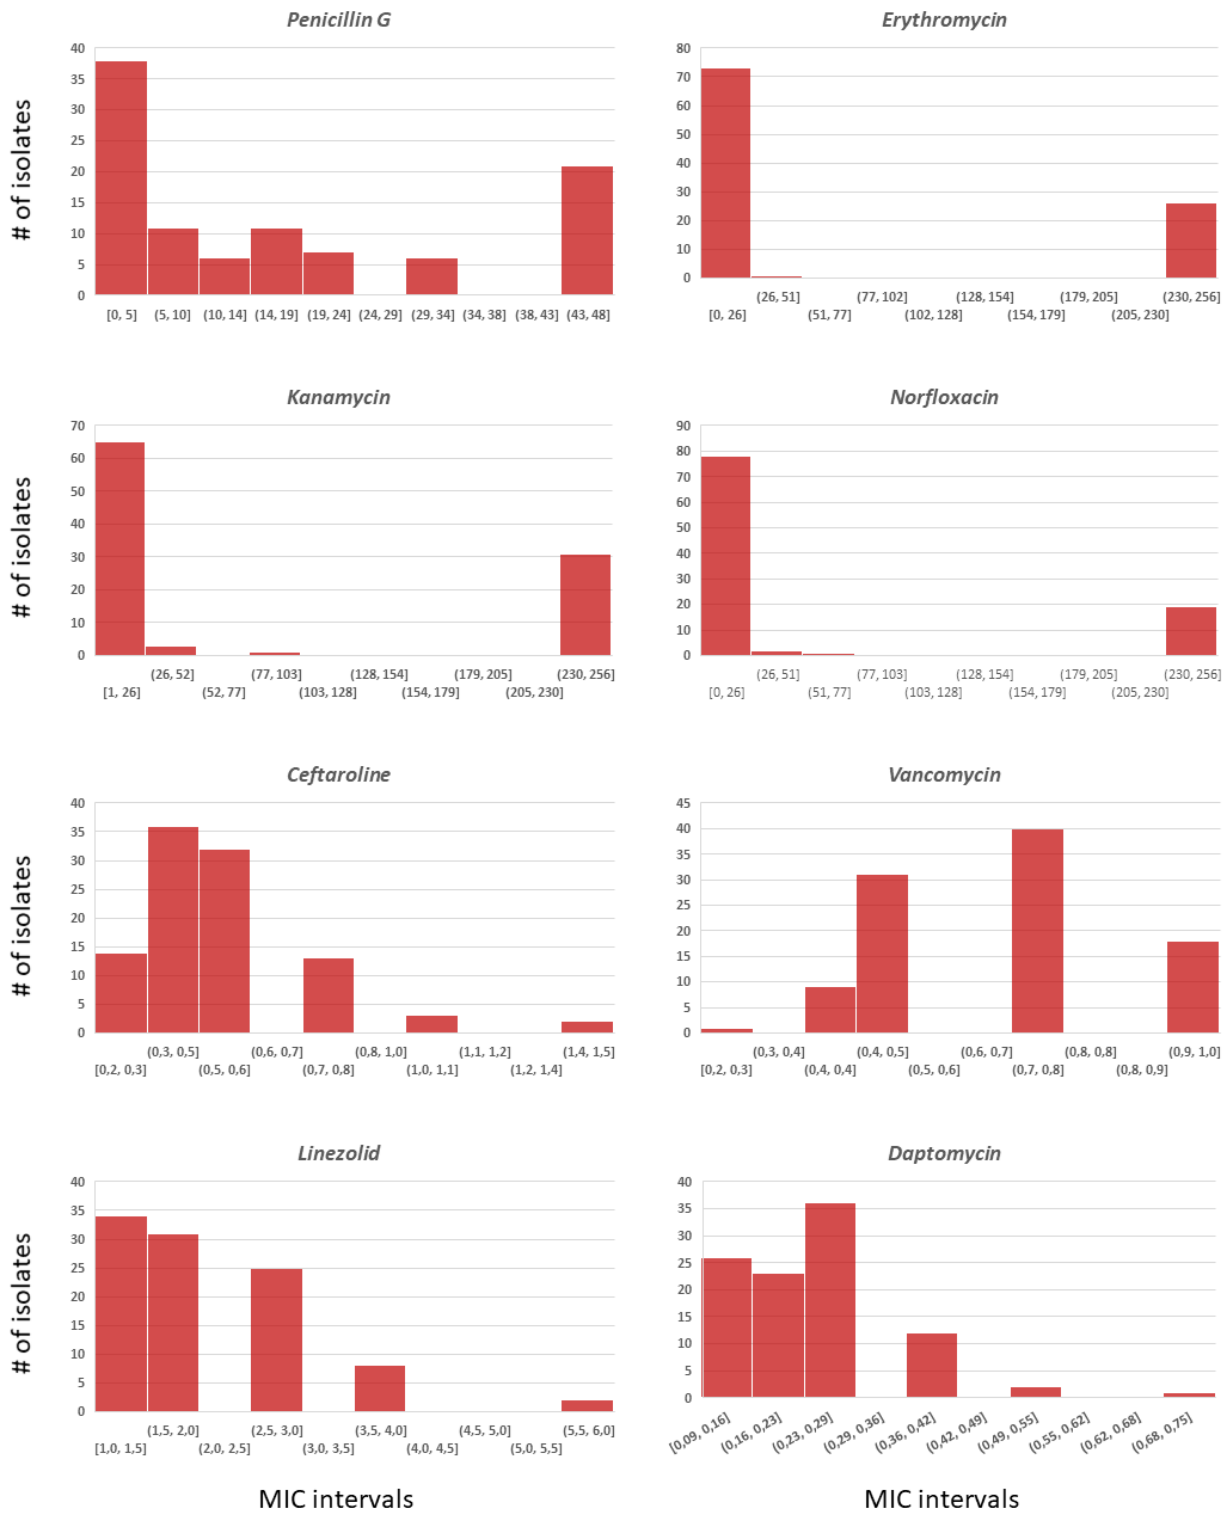 Penicillin G
# of isolates
40
35
30
25
20
15
10
5
0
[0, 5] (5, 10] (10, 14] (14, 19] (19, 24] (24, 29] (29, 34] (34, 38] (38, 43] (43, 48]
Erythromycin
80
70
60
50
40
30
20
10
0
(26, 51] (77, 102] (128, 154] (179, 205] (230, 256]
[0, 26] (51, 77] (102, 128] (154, 179] (205, 230]
Kanamycin
# of isolates
70
60
50
40
30
20
10
0
(26, 52] (77, 103] (128, 154] (179, 205] (230, 256]
[1, 26] (52, 77] (103, 128] (154, 179] (205, 230]
Norfloxacin
90
80
70
60
50
40
30
20
10
0
(26, 51] (77, 103] (128, 154] (179, 205] (230, 256]
[0, 26] (51, 77] (103, 128] (154, 179] (205, 230]
Ceftaroline
# of isolates
40
35
30
25
20
15
10
5
0
(0,3, 0,5] (0,6, 0,7] (0,8, 1,0] (1,1, 1,2] (1,4, 1,5]
[0,2, 0,3] (0,5, 0,6] (0,7, 0,8] (1,0, 1,1] (1,2, 1,4]
Vancomycin
45
40
35
30
25
20
15
10
5
0
(0,3, 0,4] (0,4, 0,5] (0,6, 0,7] (0,8, 0,8] (0,9, 1,0]
[0,2, 0,3] (0,4, 0,4] (0,5, 0,6] (0,7, 0,8] (0,8, 0,9]
Linezolid
# of isolates
40
35
30
25
20
15
10
5
0
(1,5, 2,0] (2,5, 3,0] (3,5, 4,0] (4,5, 5,0] (5,5, 6,0]
[1,0, 1,5] (2,0, 2,5] (3,0, 3,5] (4,0, 4,5] (5,0, 5,5]
MIC intervals
Daptomycin
40
35
30
25
20
15
10
5
0
[0,09, 0,16] (0,16, 0,23] (0,23, 0,29] (0,29, 0,36] (0,36, 0,42] (0,42, 0,49] (0,49, 0,55] (0,55, 0,62] (0,62, 0,68] (0,68, 0,75]
MIC intervals